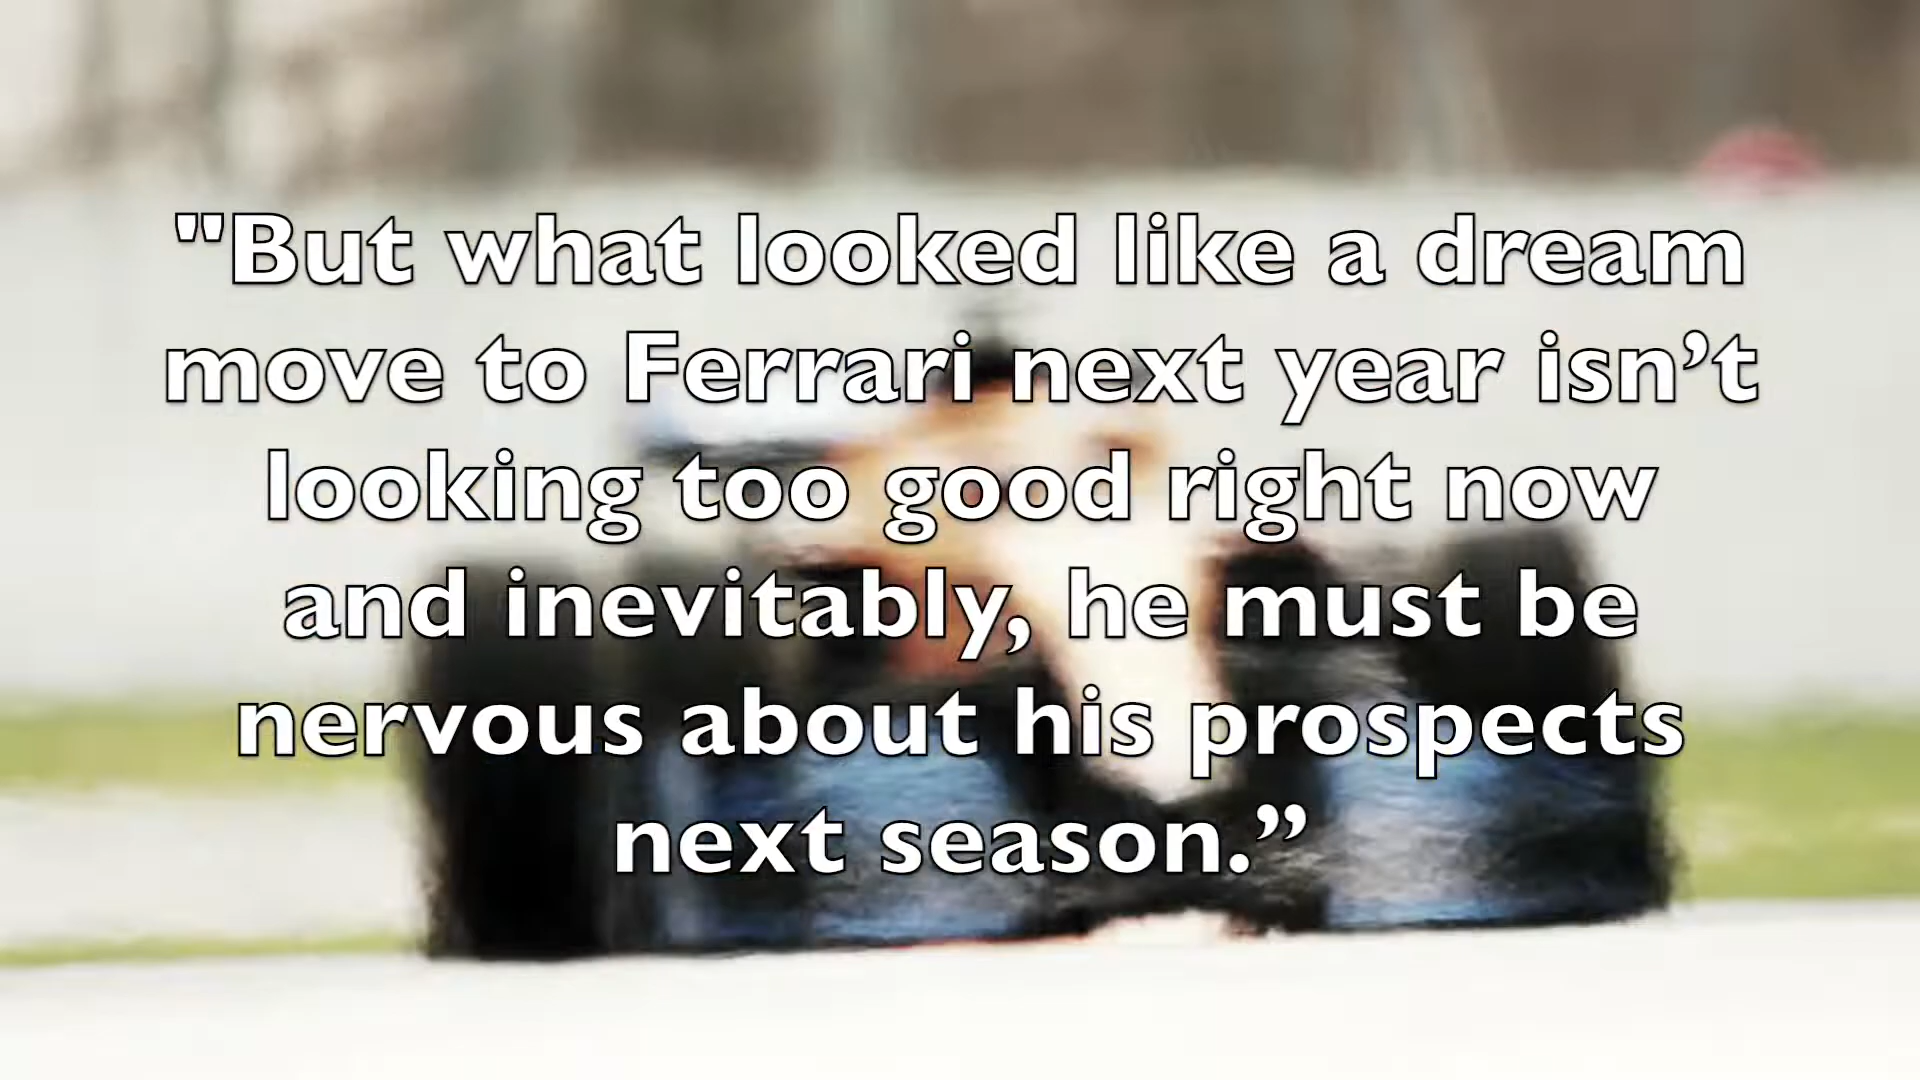 "But what looked like a dream
move to Ferrari next year isn’t
looking too good right now
and inevitably, he must be
nervous about his prospects
next season.”